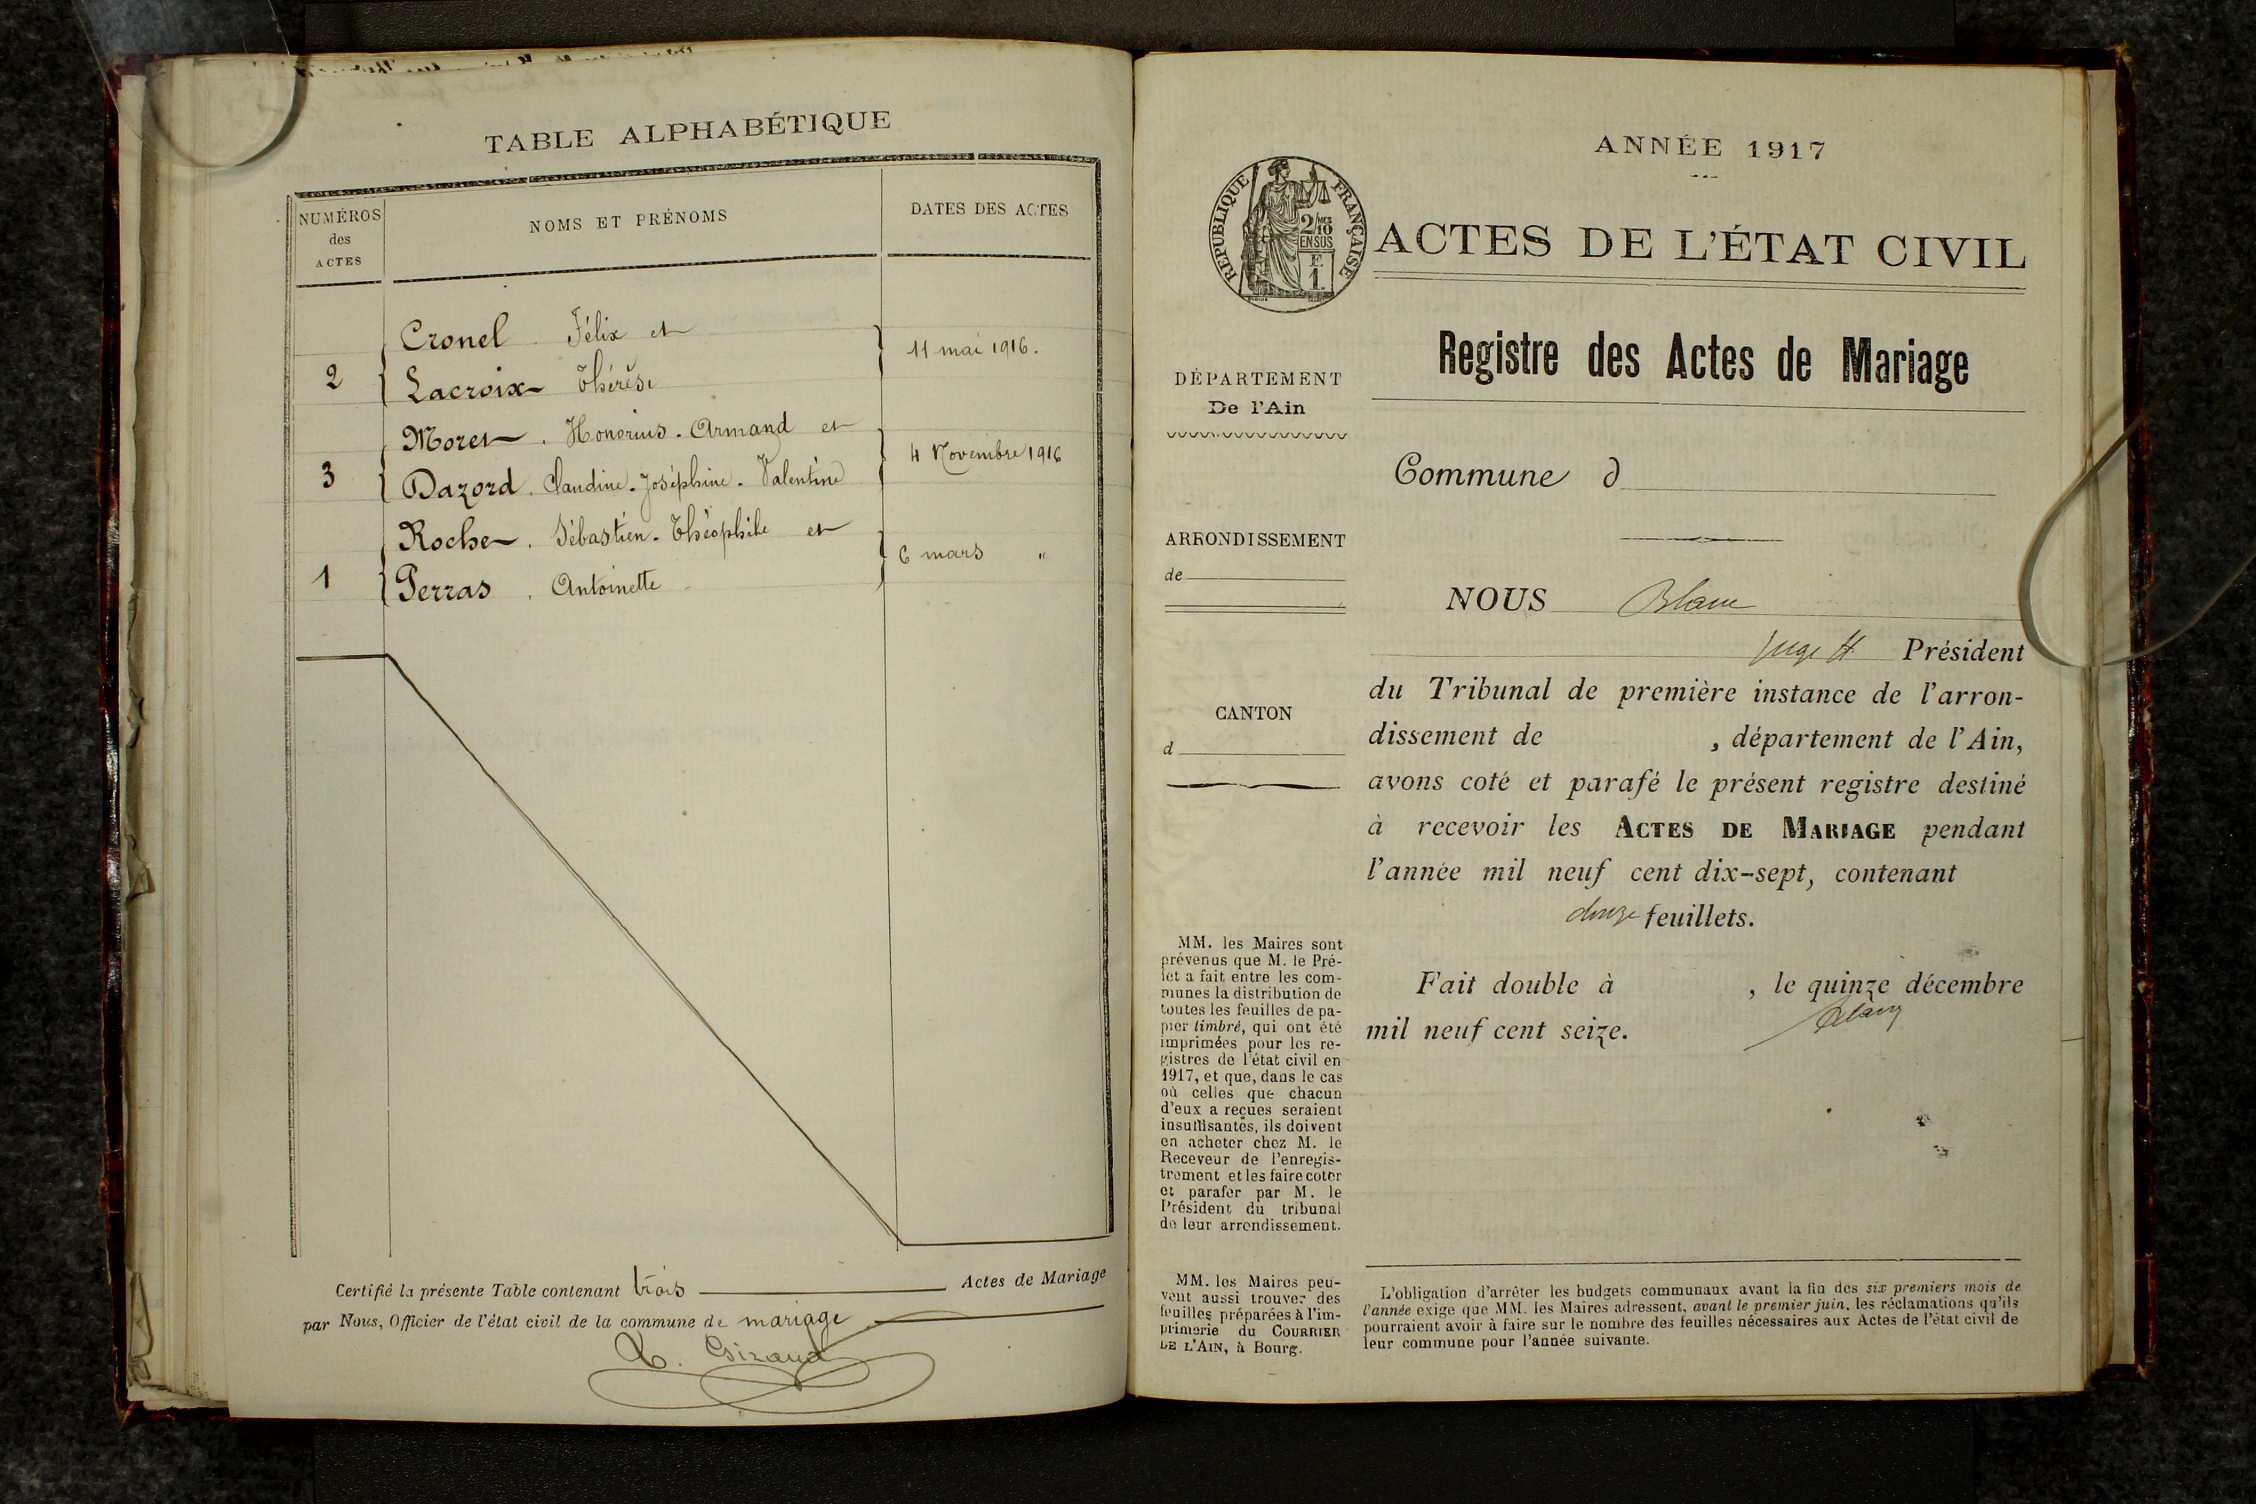 TABLE ALPHABÉTIQUE
NUMÉROS
des
ACTES
NOMS ET PRÉNOMS
DATES DES ACTES
Cronel . Félix et
2
Lacroix Thérèse
11 mai 1916.
Moret . Honorius . Armand et
3
Dazord . Claudine . Joséphine . Valentine
4 Novembre 1916
Roche . Sébastien . Théophile et
1
Perras . Antoinette
6 mars "
Certifié la présente Table contenant trois Actes de Mariage
par Nous, Officier de l'état civil de la commune de mariage
Giraud
ANNÉE 1917
RÉPUBLIQUE FRANÇAISE
2/10 MES
EN SUS
F
1.
ACTES DE L'ÉTAT CIVIL
Registre des Actes de Mariage
DÉPARTEMENT
De l'Ain
ARRONDISSEMENT
de
CANTON
d
MM. les Maires sont
prévenus que M. le Pré-
fet a fait entre les com-
munes la distribution de
toutes les feuilles de pa-
pier timbré, qui ont été
imprimées pour les re-
gistres de l'état civil en
1917, et que, dans le cas
où celles que chacun
d'eux a reçues seraient
insuffisantes, ils doivent
en acheter chez M. le
Receveur de l'enregis-
trement et les faire coter
et parafer par M. le
Président du tribunal
de leur arrondissement.
MM. les Maires peu-
vent aussi trouver des
feuilles préparées à l'im-
primerie du COURRIER
DE L'AIN, à Bourg.
Commune d
NOUS Blanc
Juge Président
du Tribunal de première instance de l'arron-
dissement de , département de l'Ain,
avons coté et parafé le présent registre destiné
à recevoir les ACTES DE MARIAGE pendant
l'année mil neuf cent dix-sept, contenant
douze feuillets.
Fait double à , le quinze décembre
mil neuf cent seize.
Blanc
L'obligation d'arrêter les budgets communaux avant la fin des six premiers mois de
l'année exige que MM. les Maires adressent, avant le premier juin, les réclamations qu'ils
pourraient avoir à faire sur le nombre des feuilles nécessaires aux Actes de l'état civil de
leur commune pour l'année suivante.